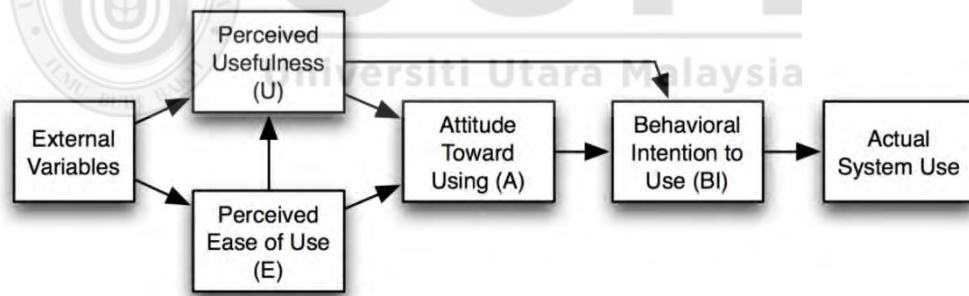 Perceived
Usefulness
(U)
Universiti Utara Malaysia
External
Variables
Attitude
Toward
Using (A)
Behavioral
Intention to
Use (BI)
Actual
System Use
Perceived
Ease of Use
(E)